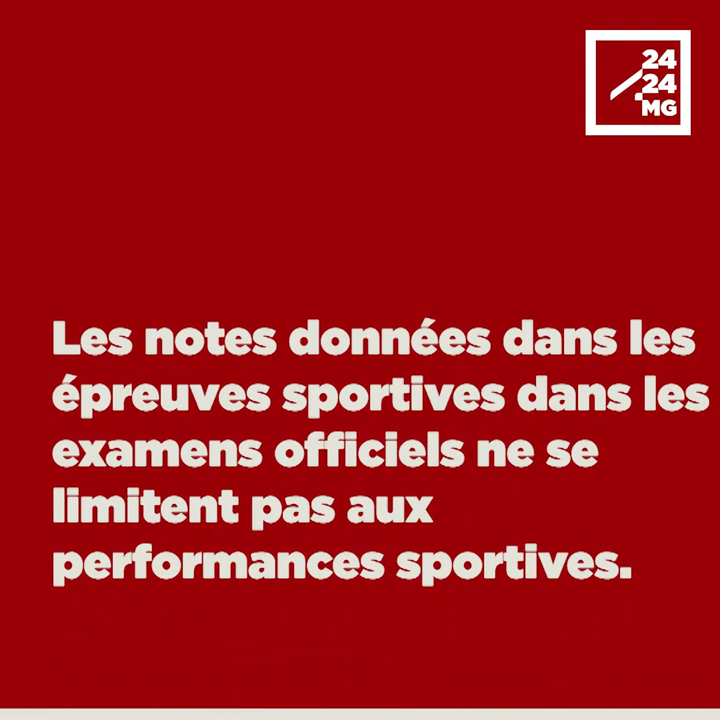 24
24
MG
Les notes données dans les
épreuves sportives dans les
examens officiels ne se
limitent pas aux
performances sportives.